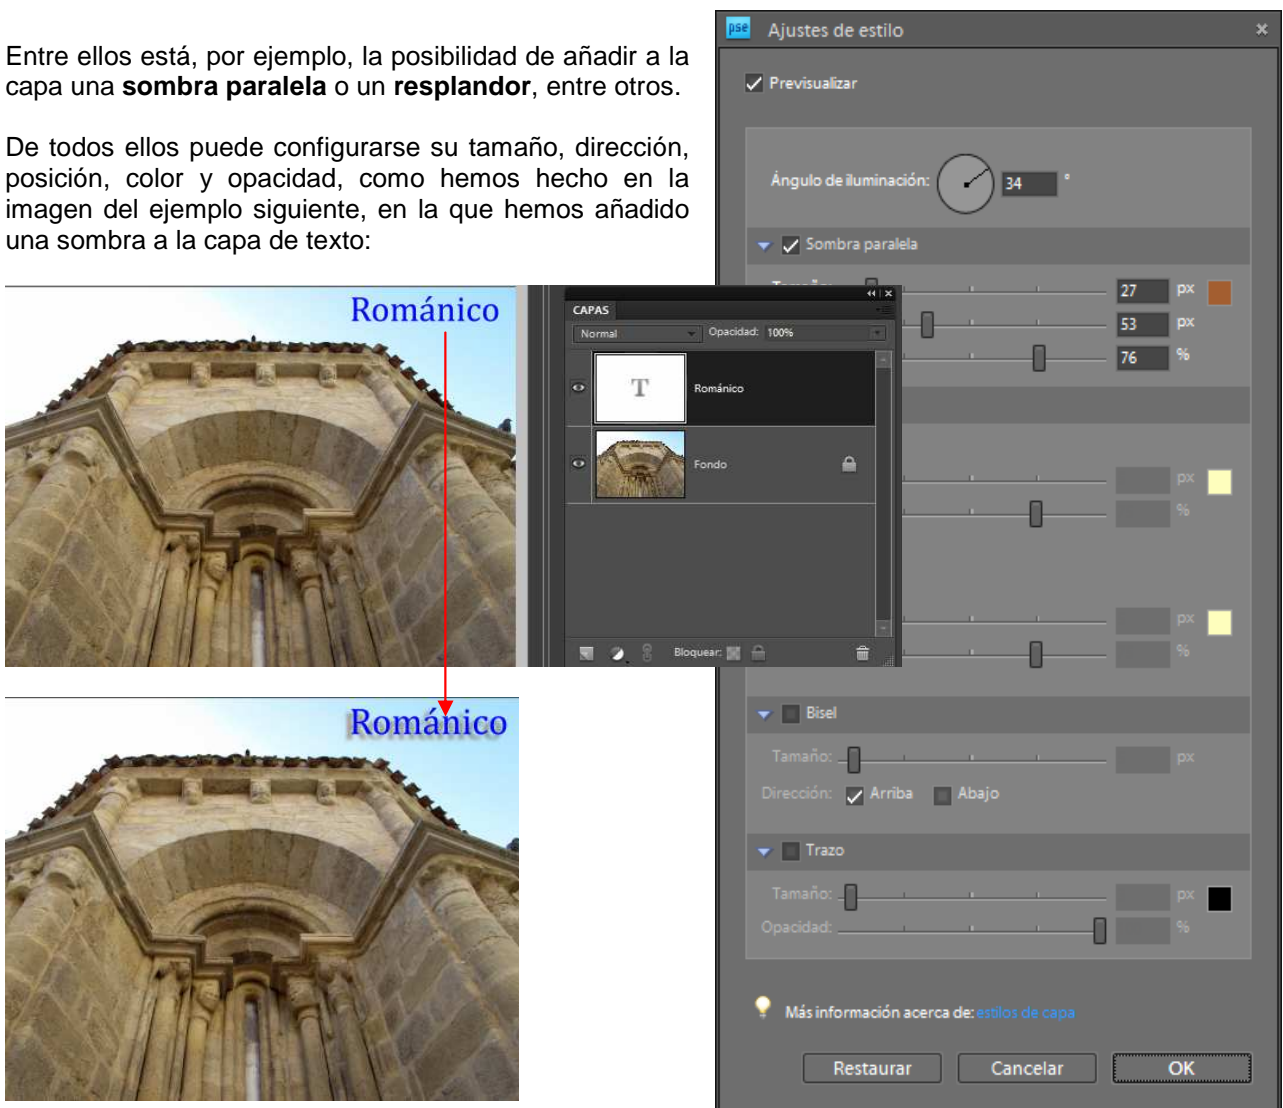 Entre ellos está, por ejemplo, la posibilidad de añadir a la
capa una sombra paralela o un resplandor, entre otros.
De todos ellos puede configurarse su tamaño, dirección,
posición, color y opacidad, como hemos hecho en la
imagen del ejemplo siguiente, en la que hemos añadido
una sombra a la capa de texto:
Románico
CAPAS
Normal
Opacidad: 100%
T
Románico
Fondo
Bloquear:
Románico
pse Ajustes de estilo
Previsualizar
Ángulo de iluminación: 34 °
Sombra paralela
27 px
53 px
76 %
px
%
px
%
Bisel
Tamaño: px
Dirección: Arriba Abajo
Trazo
Tamaño: px
Opacidad: %
Más información acerca de: estilos de capa
Restaurar Cancelar OK